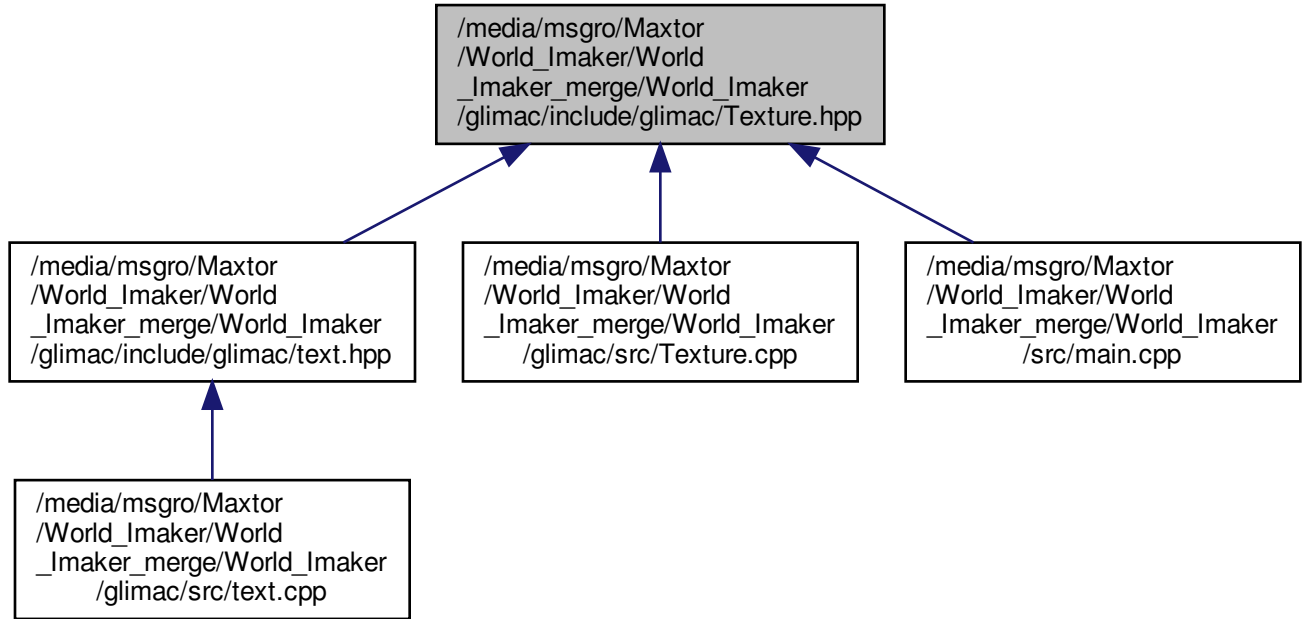 /media/msgro/Maxtor
/World_Imaker/World
_Imaker_merge/World_Imaker
/glimac/include/glimac/Texture.hpp
/media/msgro/Maxtor
/World_Imaker/World
_Imaker_merge/World_Imaker
/glimac/include/glimac/text.hpp
/media/msgro/Maxtor
/World_Imaker/World
_Imaker_merge/World_Imaker
/glimac/src/Texture.cpp
/media/msgro/Maxtor
/World_Imaker/World
_Imaker_merge/World_Imaker
/src/main.cpp
/media/msgro/Maxtor
/World_Imaker/World
_Imaker_merge/World_Imaker
/glimac/src/text.cpp